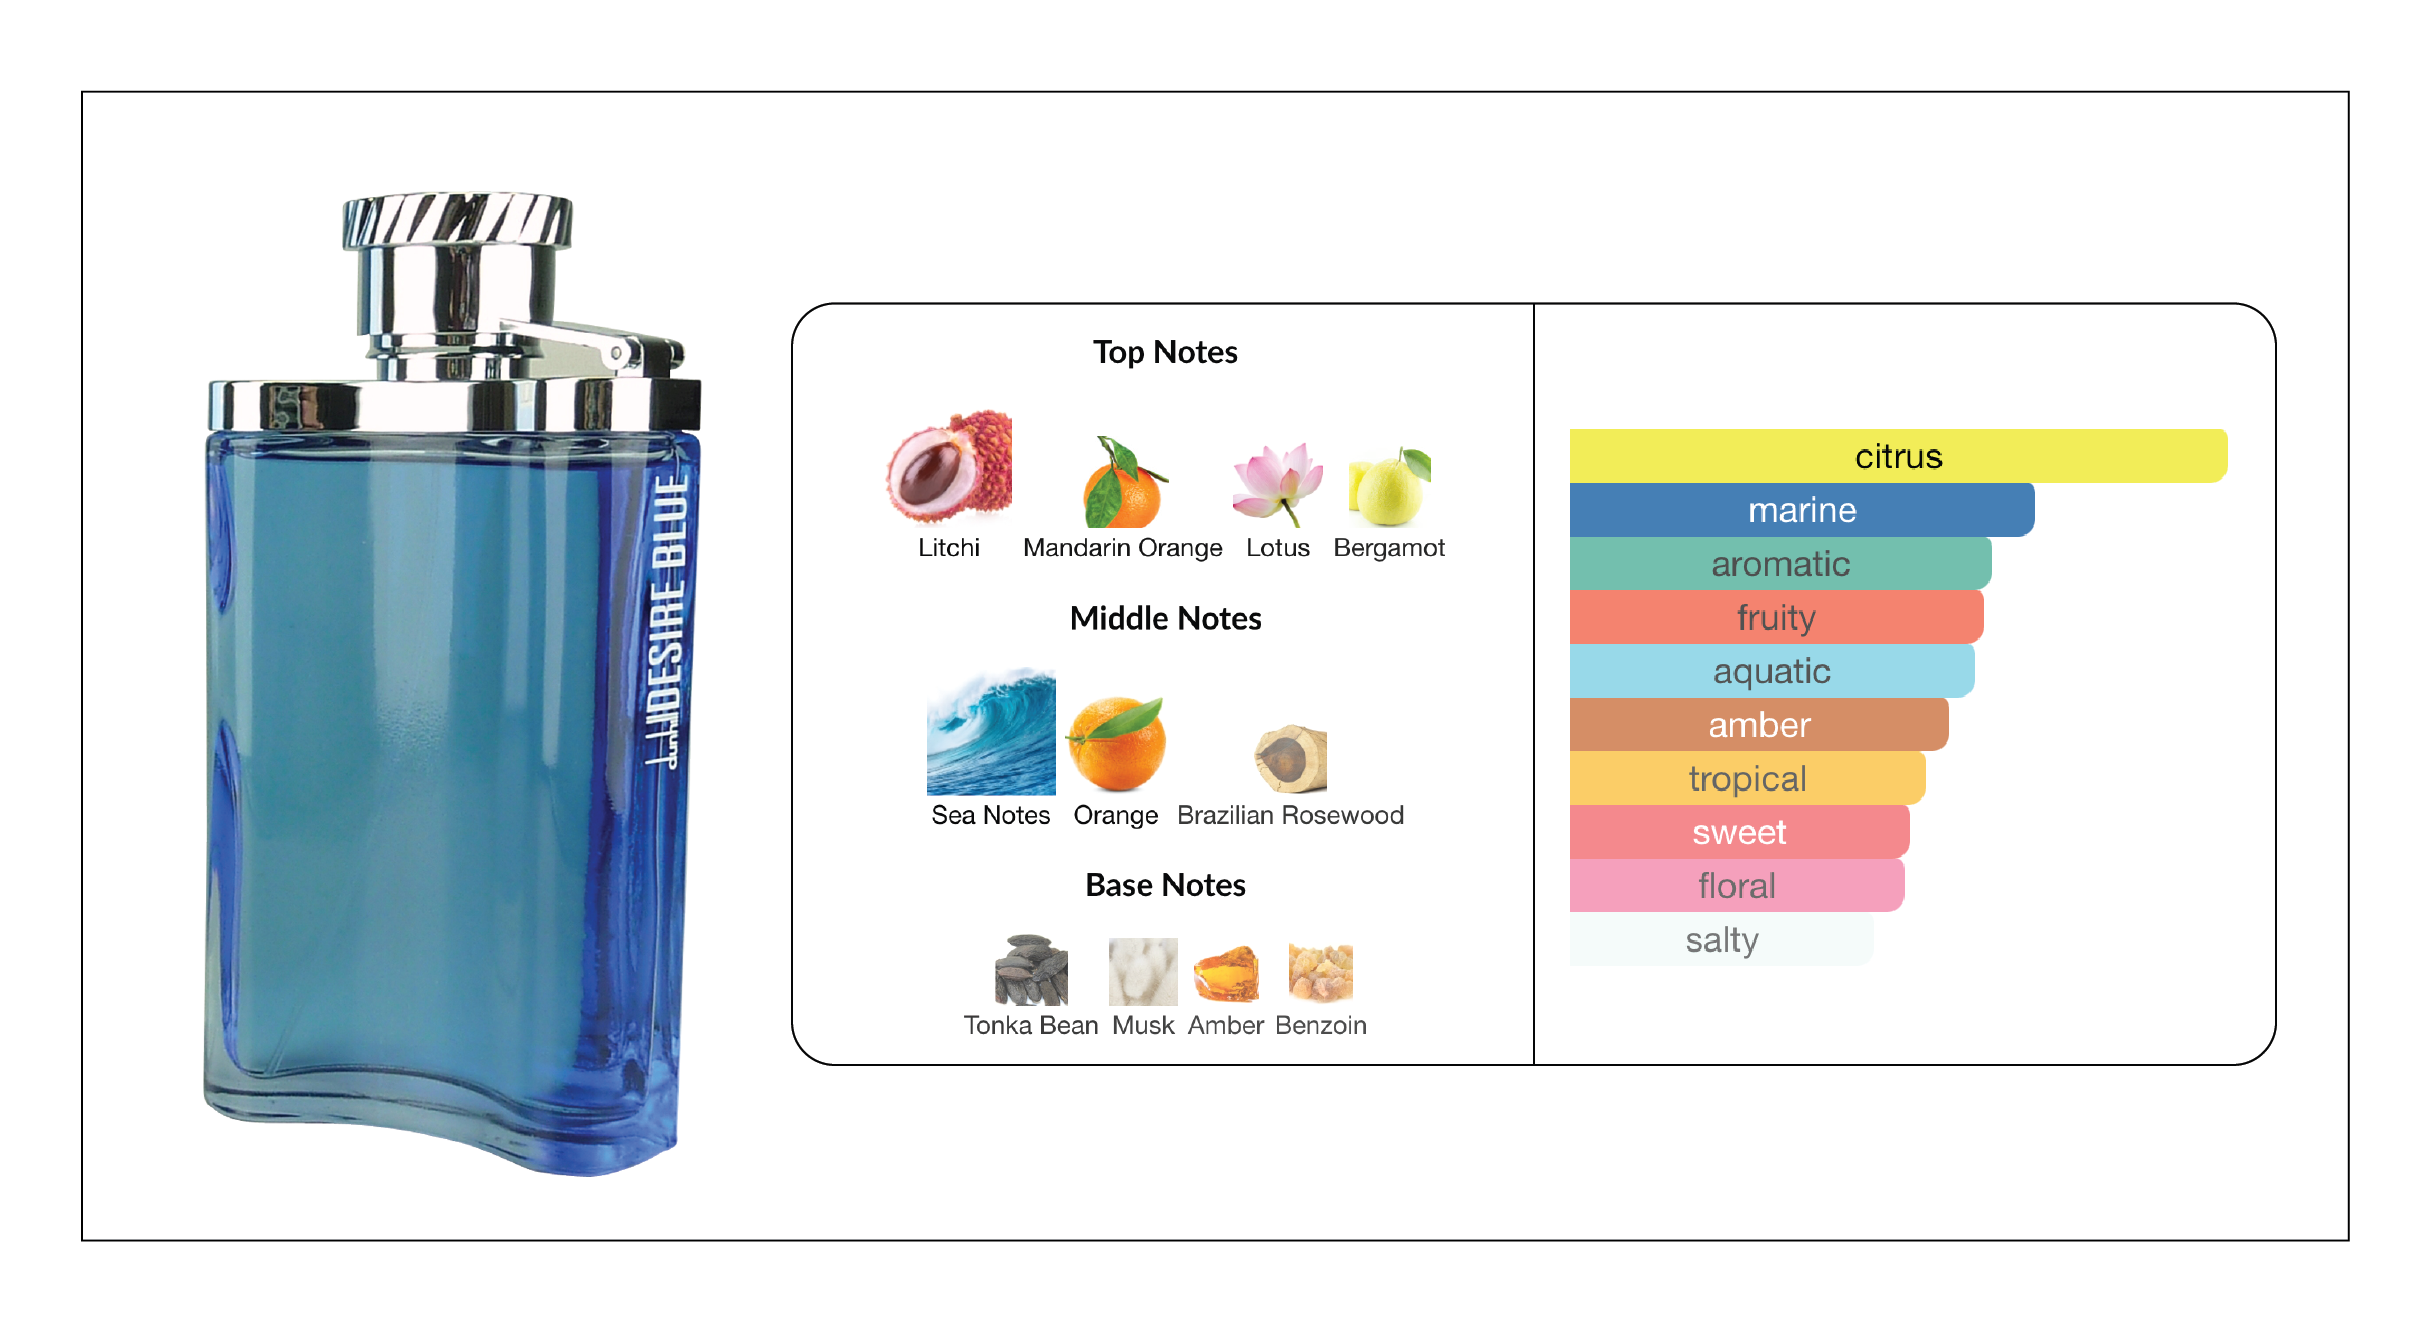 dunhill DESIRE BLUE
Top Notes
Litchi Mandarin Orange Lotus Bergamot
Middle Notes
Sea Notes Orange Brazilian Rosewood
Base Notes
Tonka Bean Musk Amber Benzoin
citrus
marine
aromatic
fruity
aquatic
amber
tropical
sweet
floral
salty